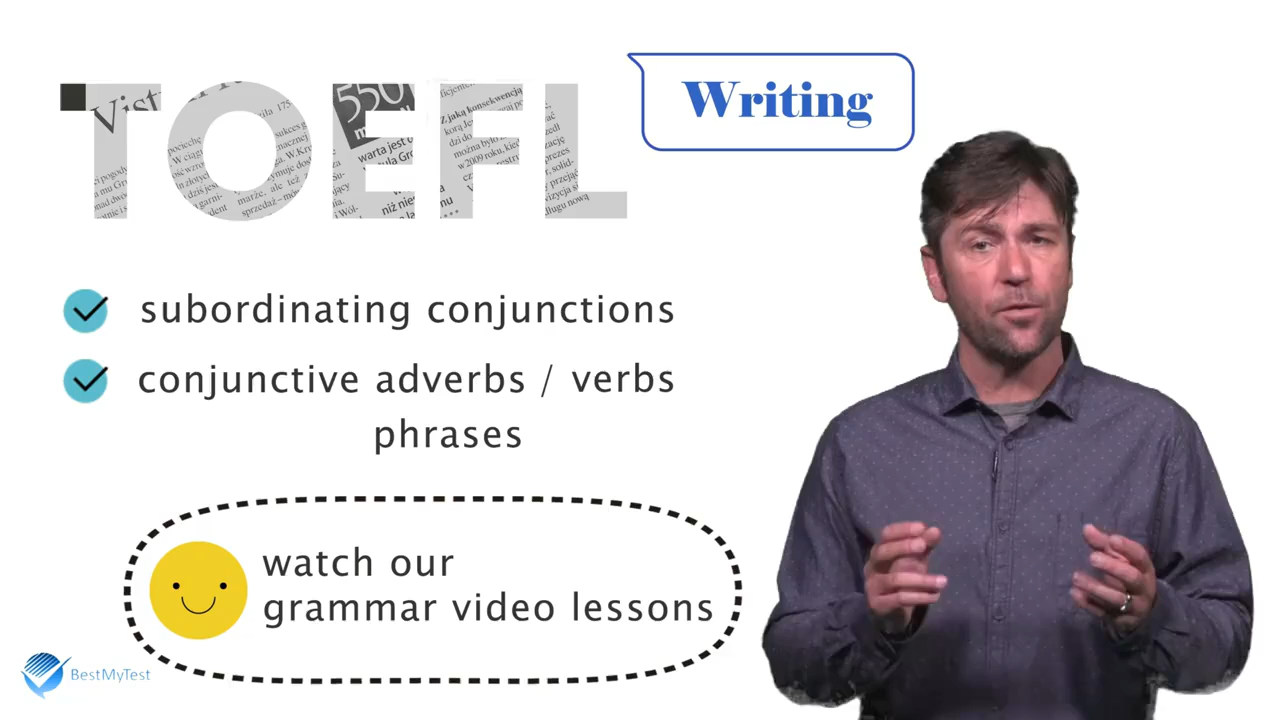 TOEFL
Writing
subordinating conjunctions
conjunctive adverbs / verbs
phrases
watch our
grammar video lessons
BestMyTest